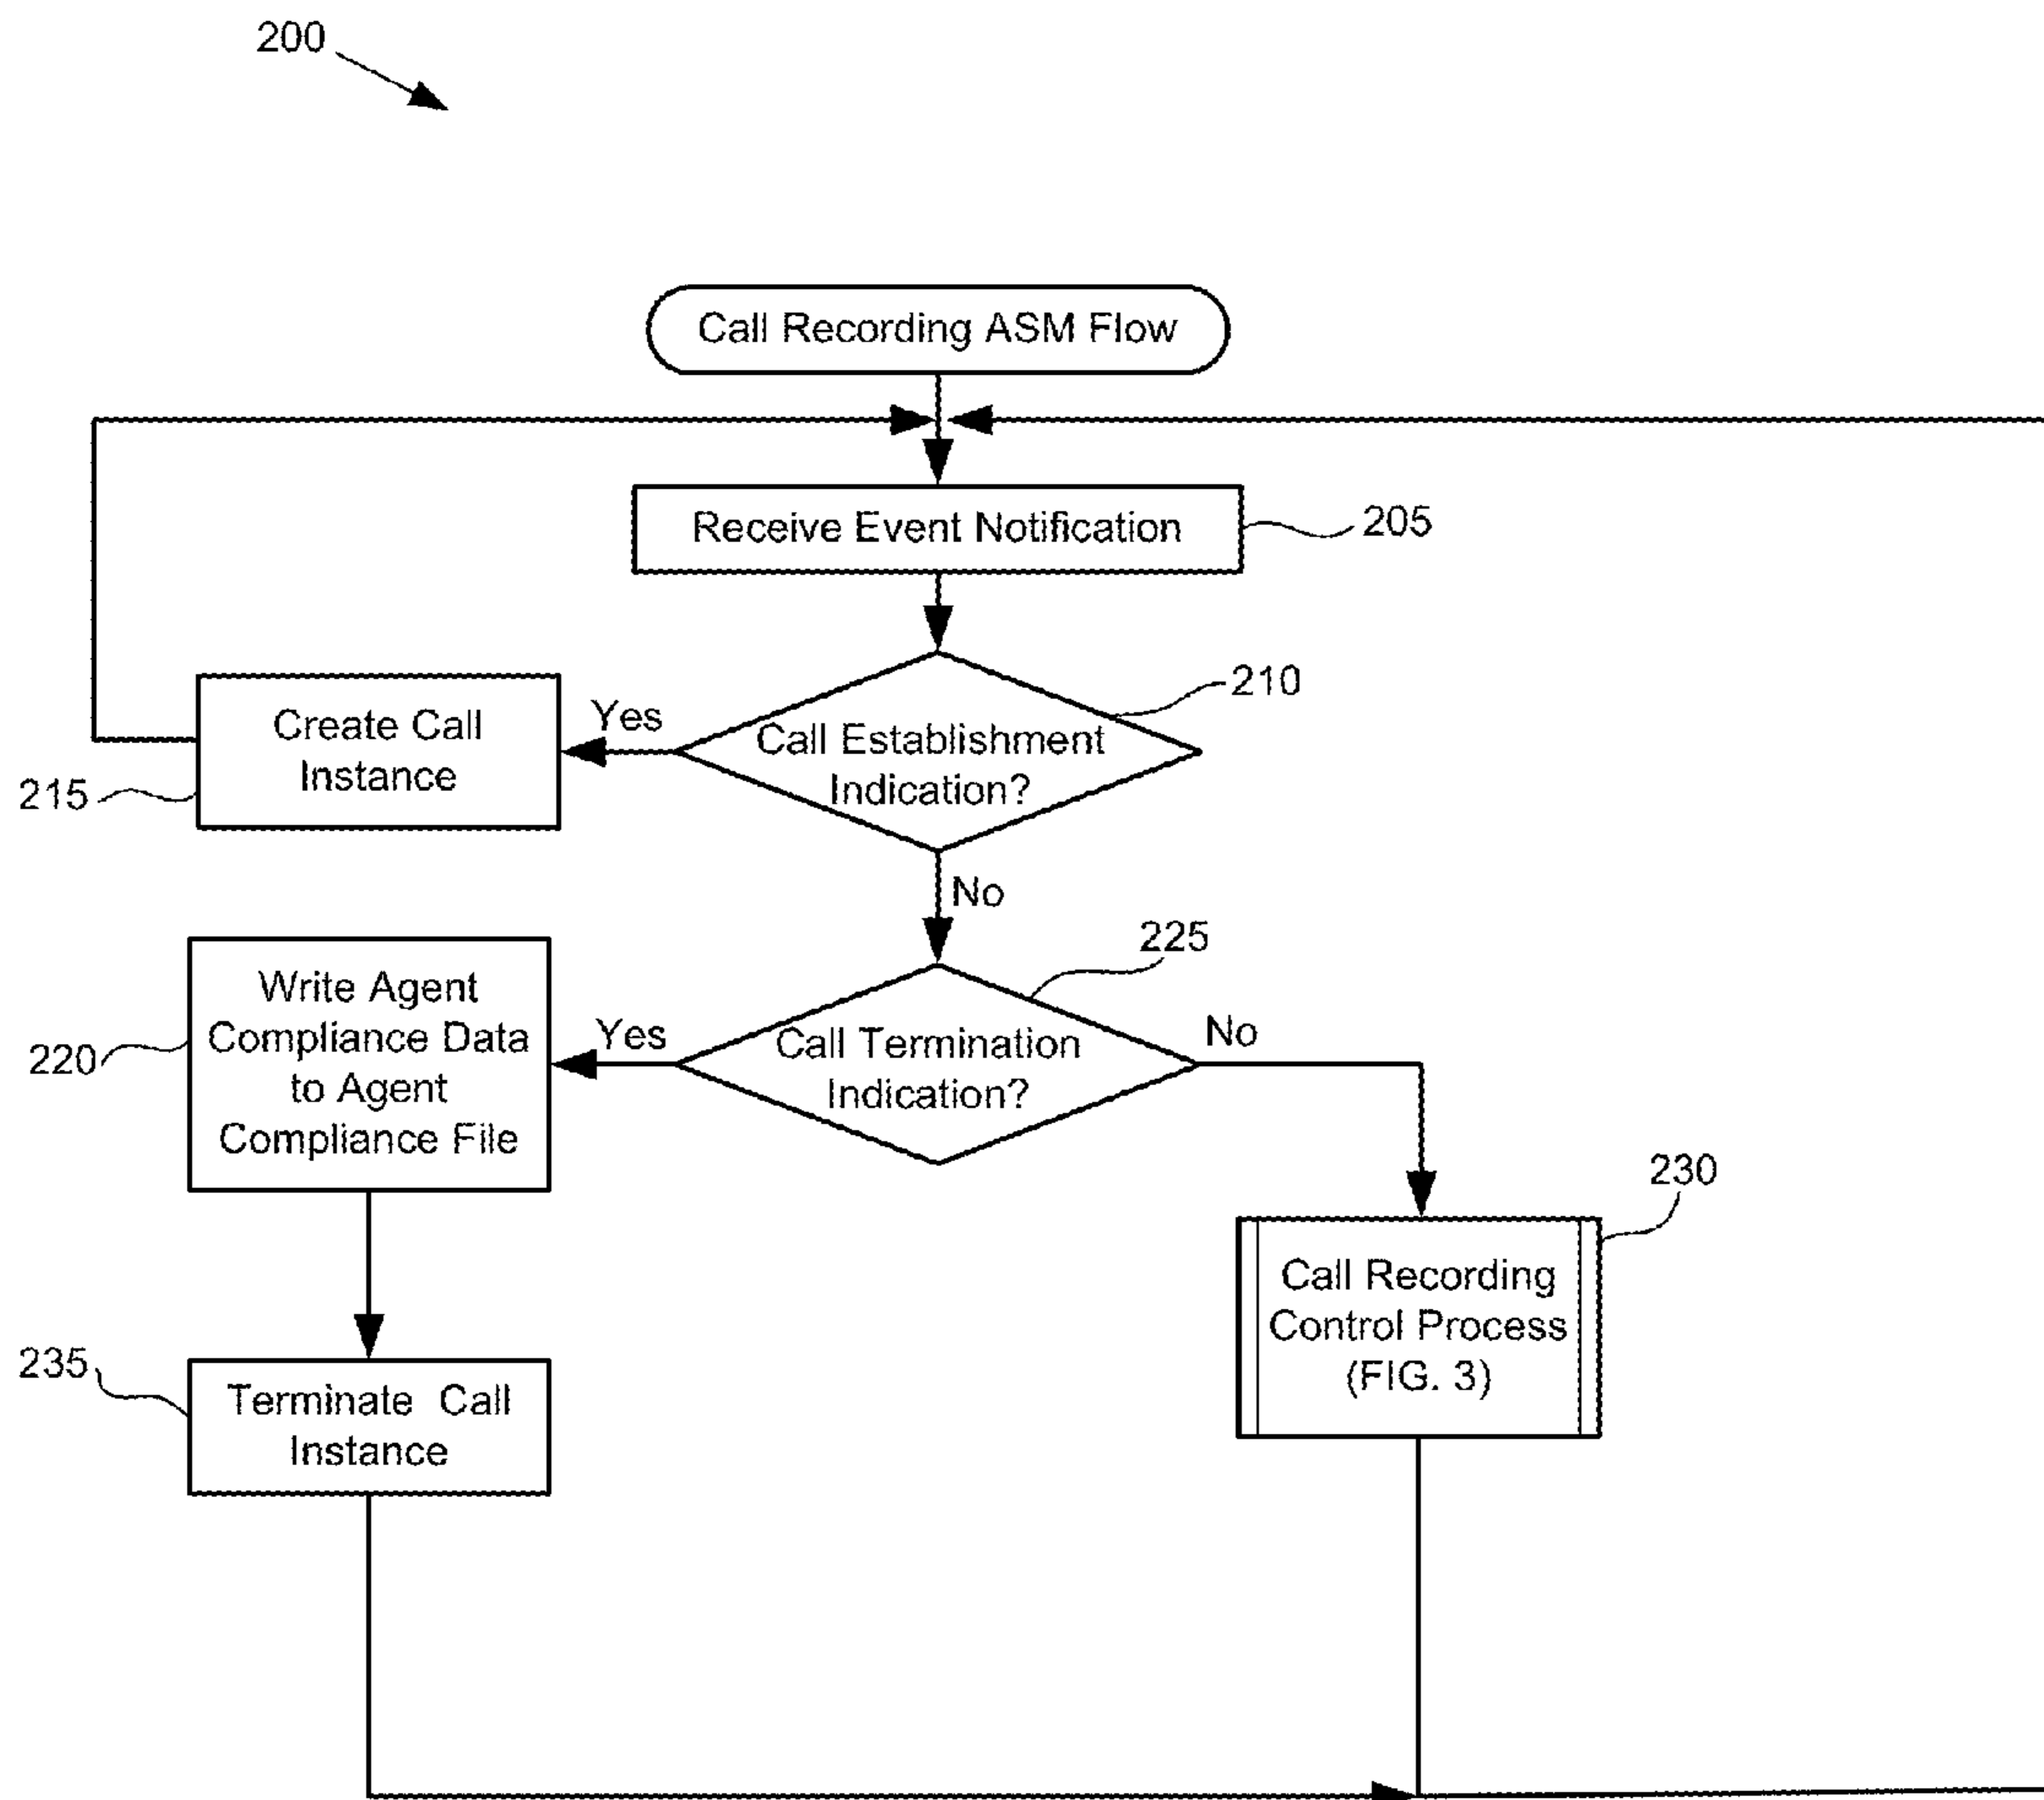 200
Call Recording ASM Flow
Receive Event Notification
205
210
Call Establishment
Indication?
Yes
Create Call
Instance
215
No
225
Call Termination
Indication?
Yes
No
Write Agent
Compliance Data
to Agent
Compliance File
220
230
Call Recording
Control Process
(FIG. 3)
235
Terminate Call
Instance